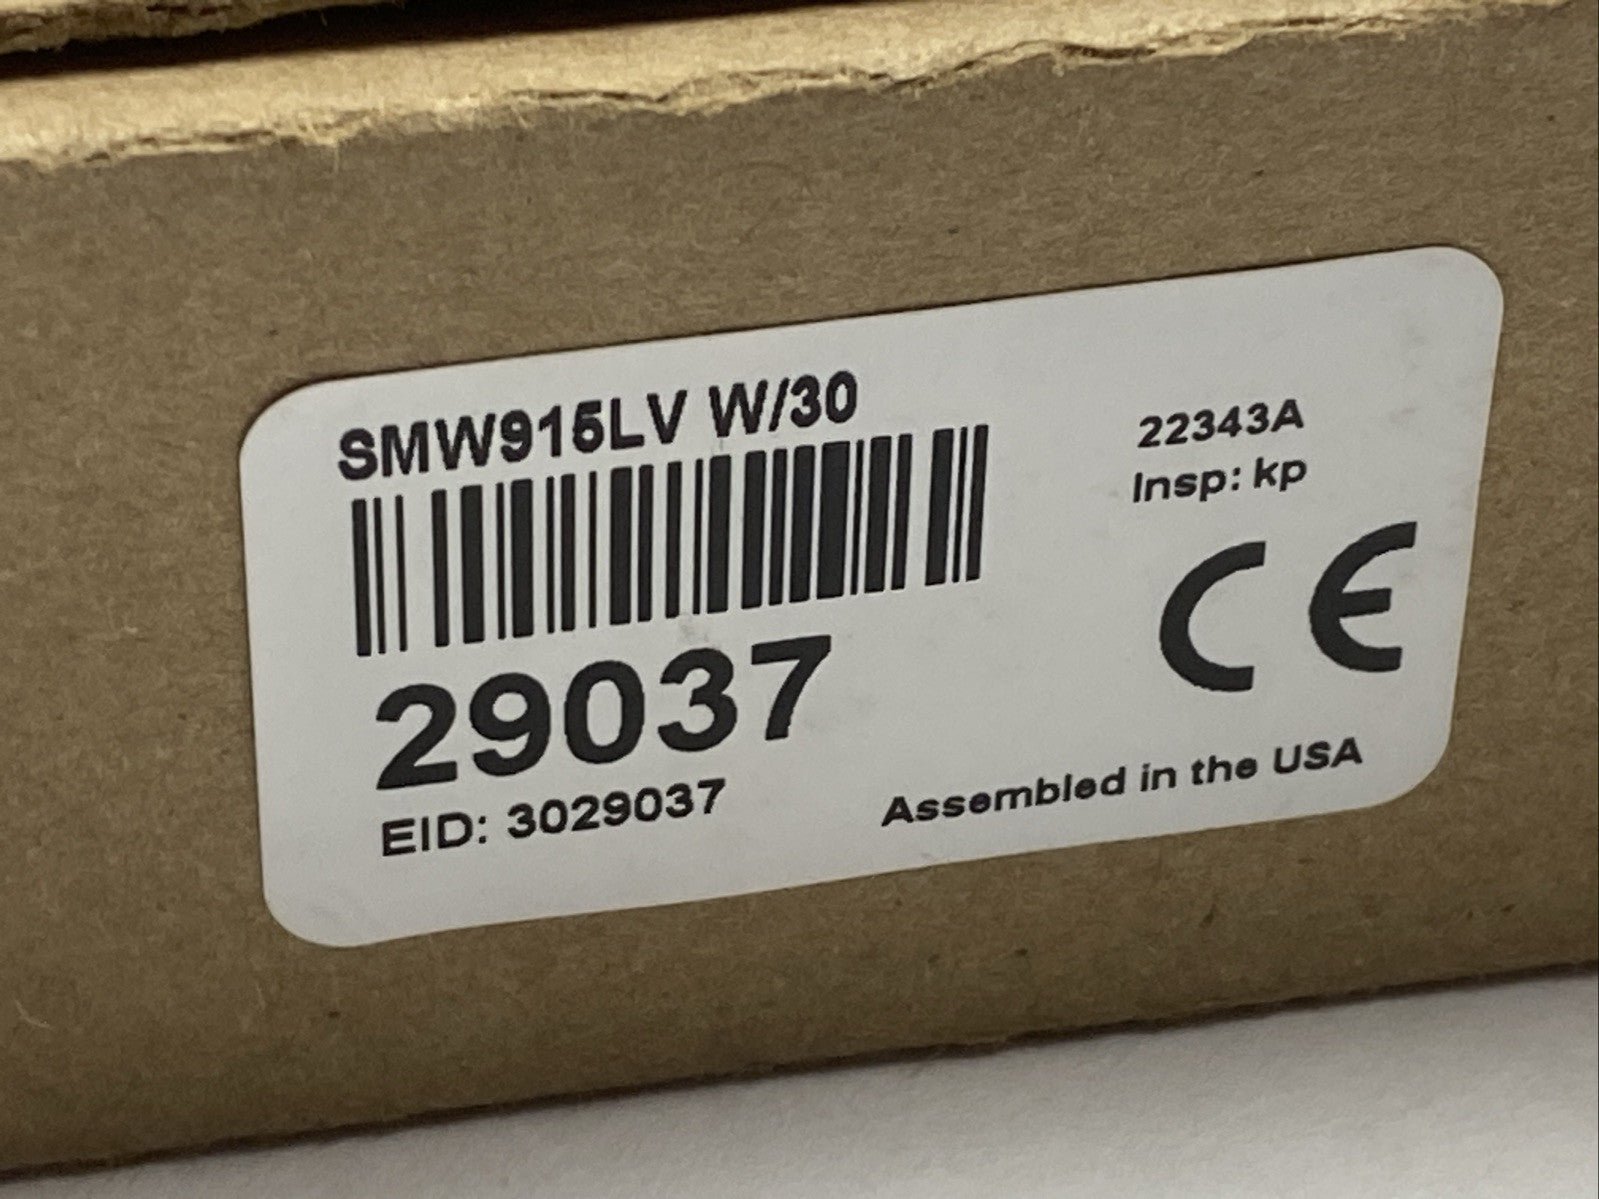 SMW915LV W/30
22343A
Insp: kp
CE
29037
EID: 3029037
Assembled in the USA